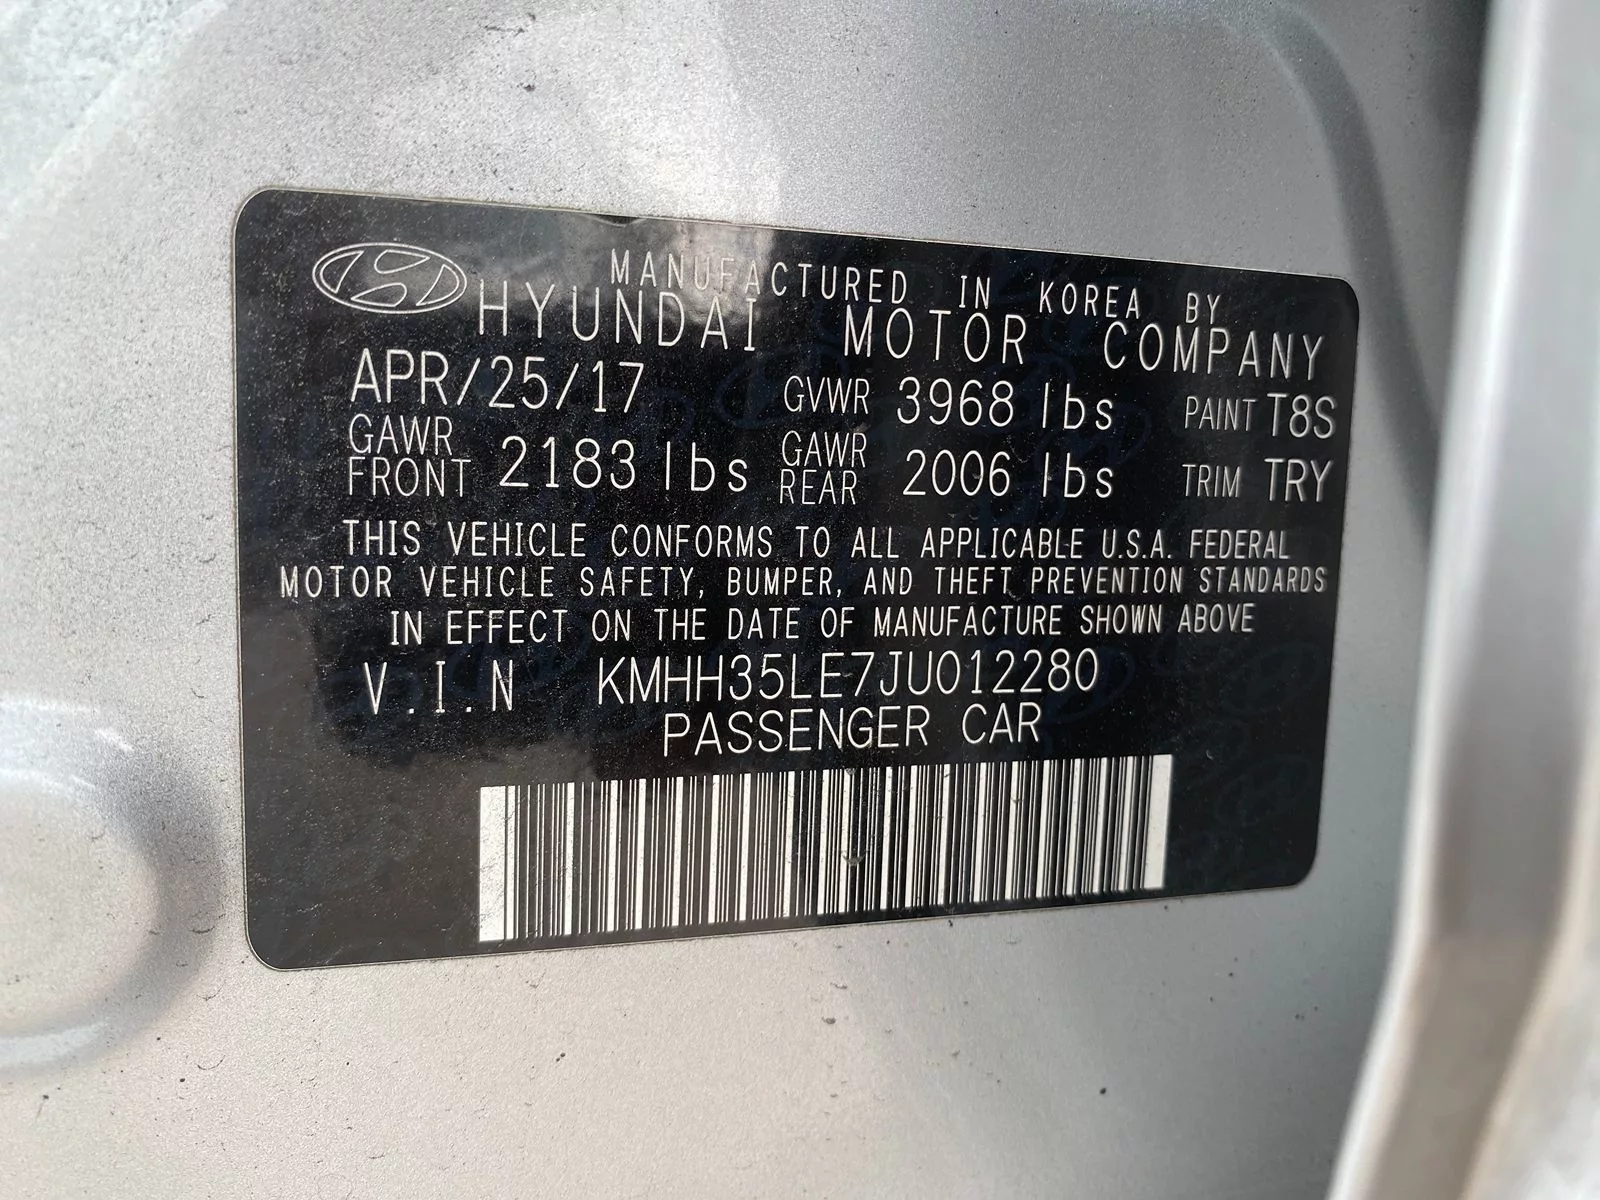 MANUFACTURED IN KOREA BY
HYUNDAI MOTOR COMPANY
APR/25/17 GVWR 3968 lbs PAINT T8S
GAWR FRONT 2183 lbs GAWR REAR 2006 lbs TRIM TRY
THIS VEHICLE CONFORMS TO ALL APPLICABLE U.S.A. FEDERAL
MOTOR VEHICLE SAFETY, BUMPER, AND THEFT PREVENTION STANDARDS
IN EFFECT ON THE DATE OF MANUFACTURE SHOWN ABOVE
V.I.N KMHH35LE7JU012280
PASSENGER CAR